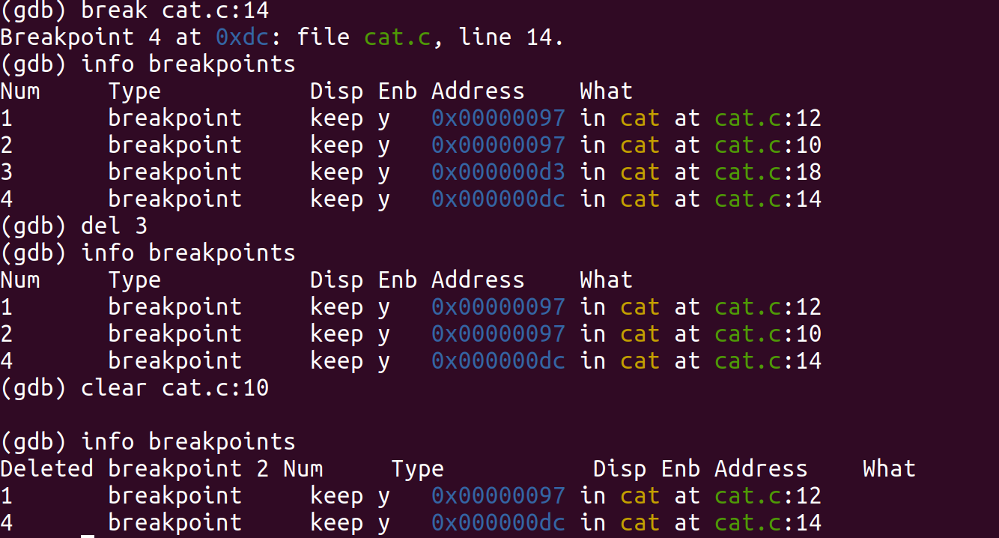 (gdb) break cat.c:14
Breakpoint 4 at 0xdc: file cat.c, line 14.
(gdb) info breakpoints
Num     Type           Disp Enb Address    What
1       breakpoint     keep y   0x00000097 in cat at cat.c:12
2       breakpoint     keep y   0x00000097 in cat at cat.c:10
3       breakpoint     keep y   0x000000d3 in cat at cat.c:18
4       breakpoint     keep y   0x000000dc in cat at cat.c:14
(gdb) del 3
(gdb) info breakpoints
Num     Type           Disp Enb Address    What
1       breakpoint     keep y   0x00000097 in cat at cat.c:12
2       breakpoint     keep y   0x00000097 in cat at cat.c:10
4       breakpoint     keep y   0x000000dc in cat at cat.c:14
(gdb) clear cat.c:10
(gdb) info breakpoints
Deleted breakpoint 2 Num     Type           Disp Enb Address    What
1       breakpoint     keep y   0x00000097 in cat at cat.c:12
4       breakpoint     keep y   0x000000dc in cat at cat.c:14